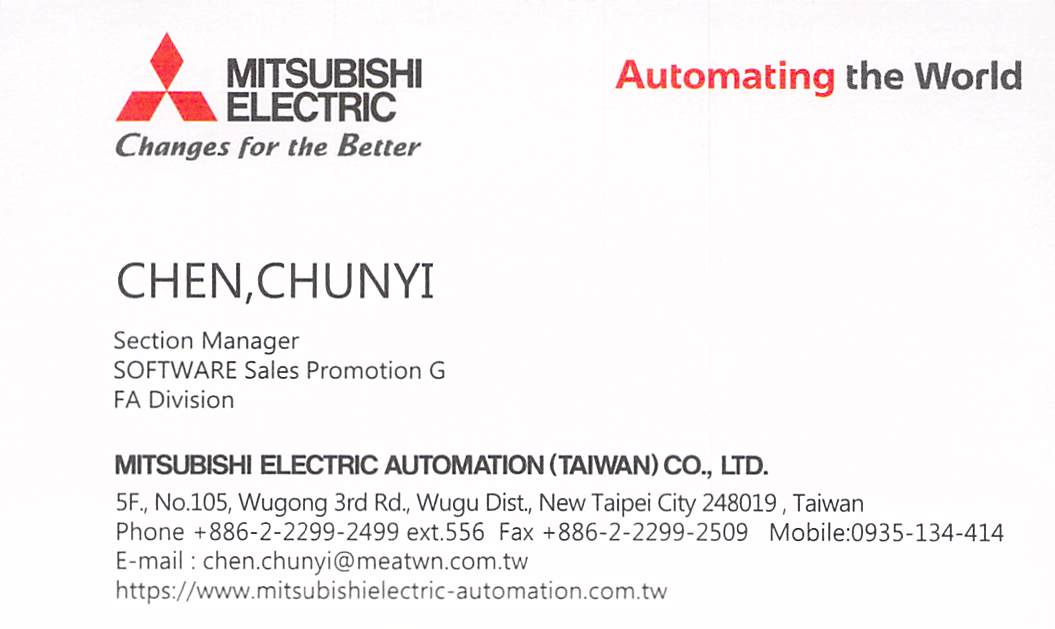 MITSUBISHI
ELECTRIC
Changes for the Better
Automating the World
CHEN,CHUNYI
Section Manager
SOFTWARE Sales Promotion G
FA Division
MITSUBISHI ELECTRIC AUTOMATION (TAIWAN) CO., LTD.
5F., No.105, Wugong 3rd Rd., Wugu Dist., New Taipei City 248019 , Taiwan
Phone +886-2-2299-2499 ext.556 Fax +886-2-2299-2509 Mobile:0935-134-414
E-mail : chen.chunyi@meatwn.com.tw
https://www.mitsubishielectric-automation.com.tw